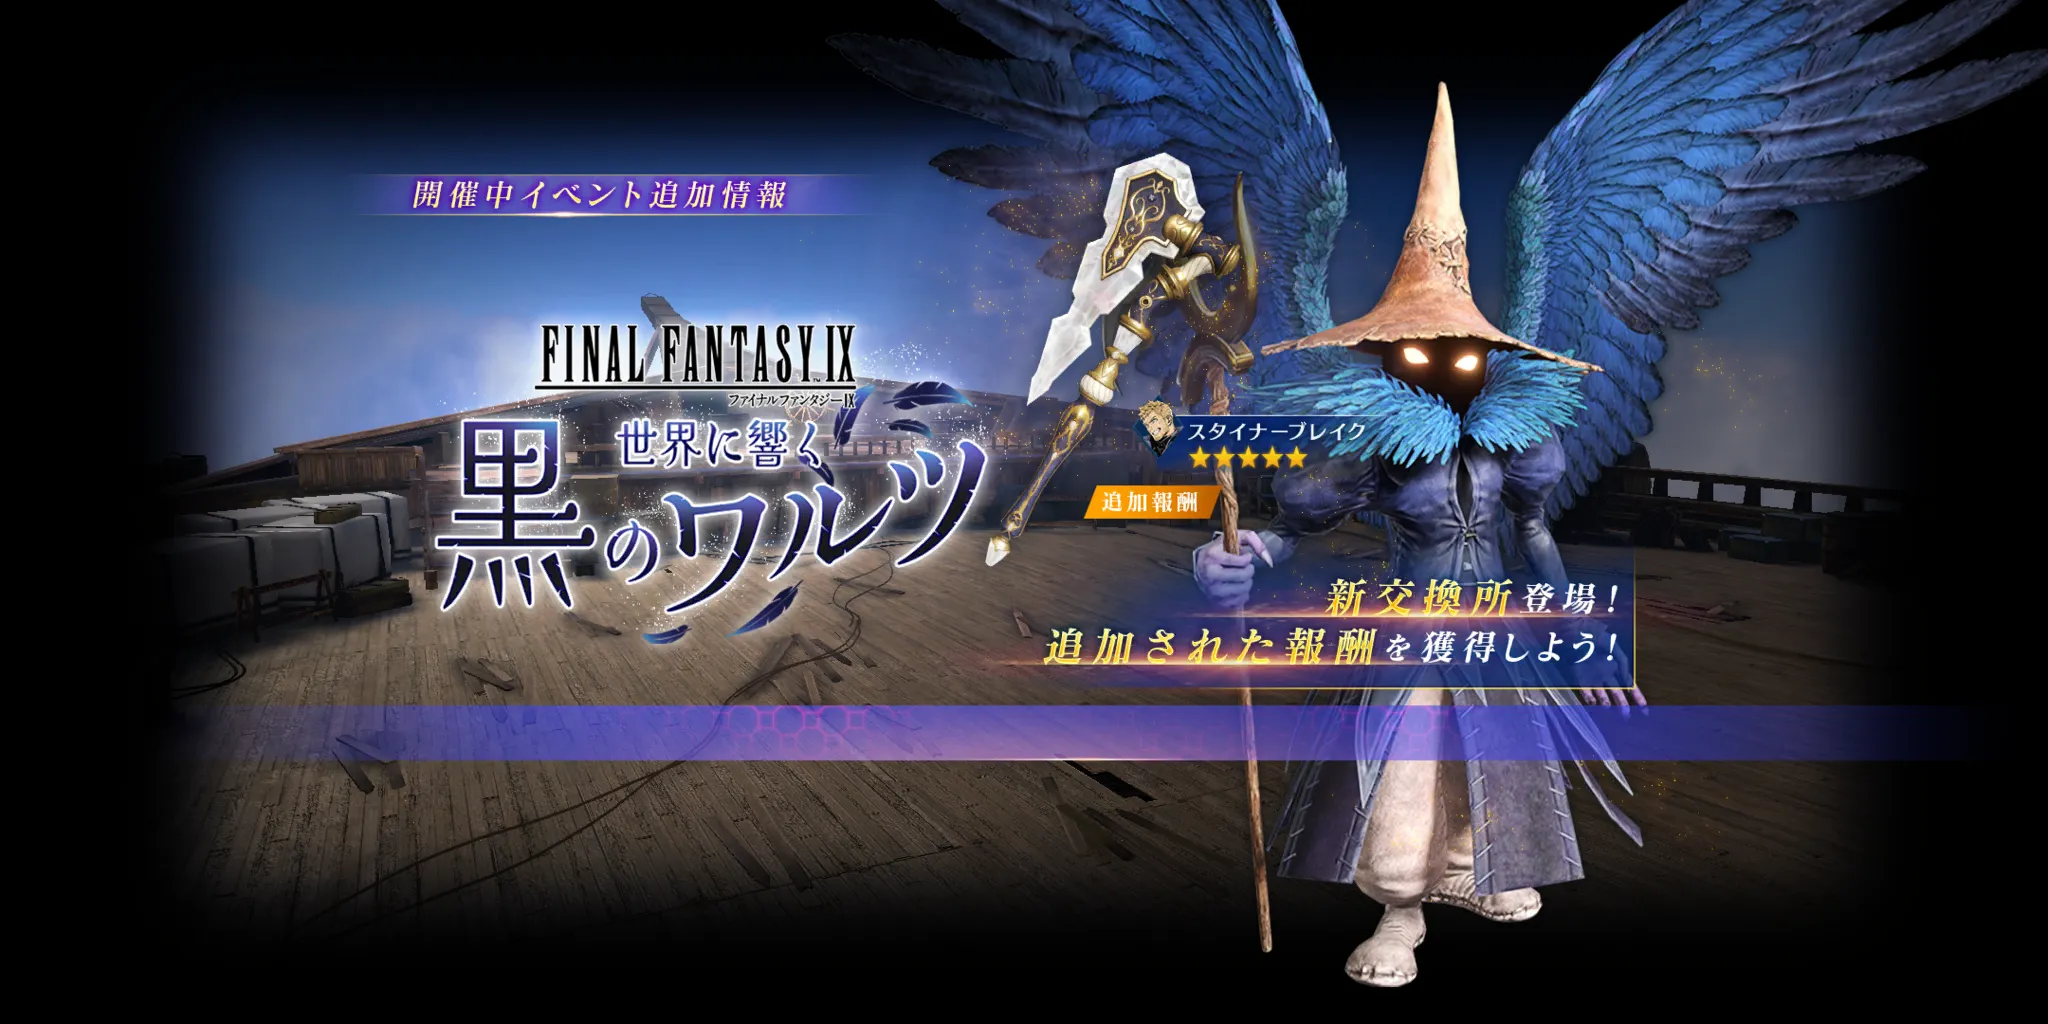 開催中イベント追加情報
FINAL FANTASY IX
ファイナルファンタジーIX
世界に響く
黒のワルツ
スタイナーブレイク
★★★★★
追加報酬
新交換所登場!
追加された報酬を獲得しよう!